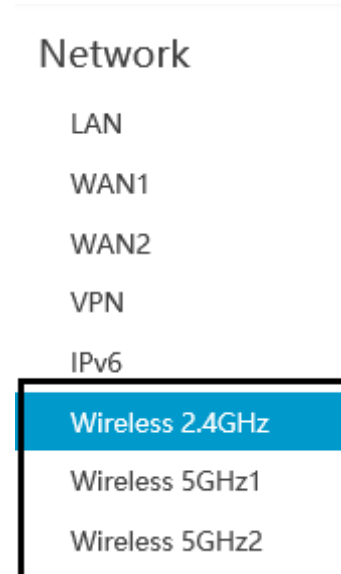 Network
LAN
WAN1
WAN2
VPN
IPv6
Wireless 2.4GHz
Wireless 5GHz1
Wireless 5GHz2